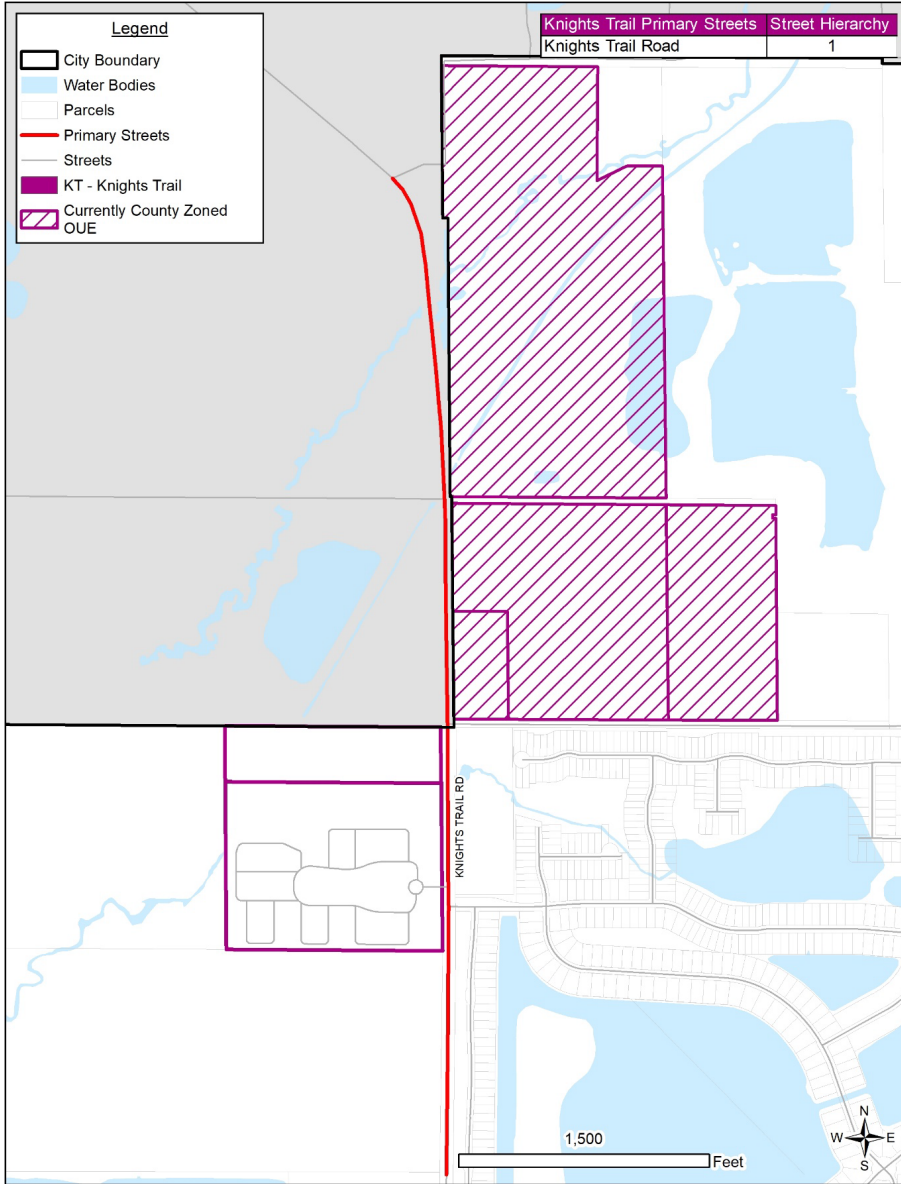 Legend
City Boundary
Water Bodies
Parcels
Primary Streets
Streets
KT - Knights Trail
Currently County Zoned
OUE
Knights Trail Primary Streets Street Hierarchy
Knights Trail Road 1
KNIGHTS TRAIL RD
N
W E
S
1,500
Feet